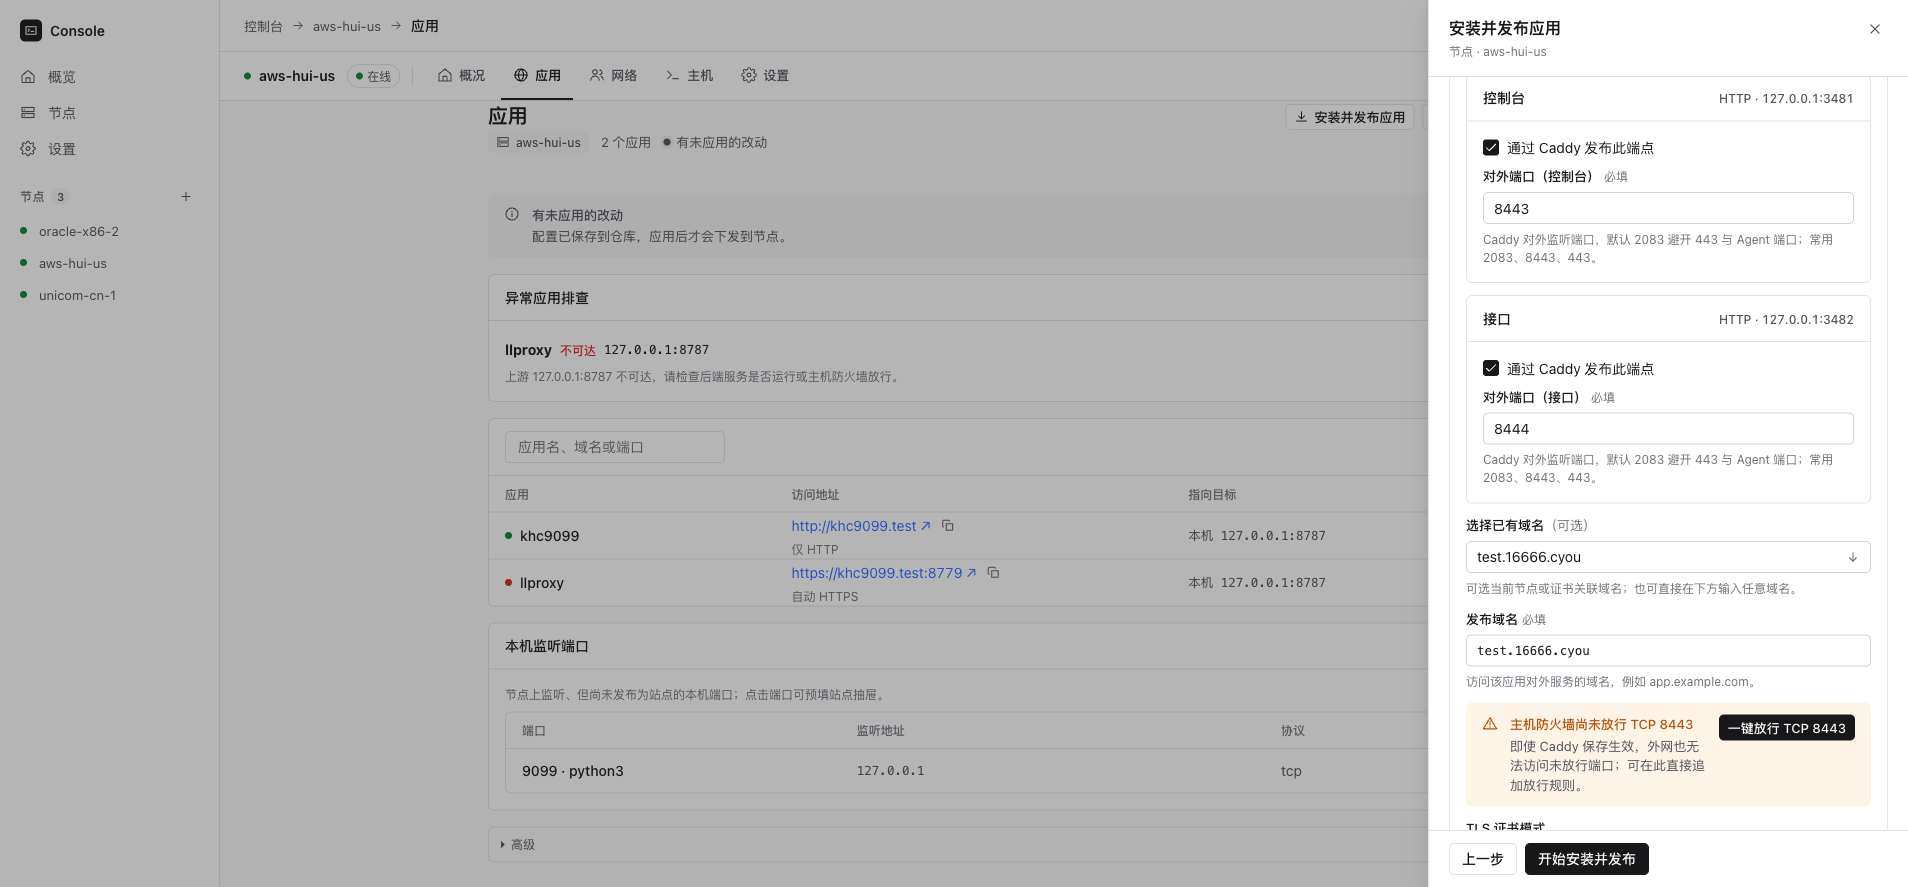 Console
概览
节点
设置
节点 3
oracle-x86-2
aws-hui-us
unicom-cn-1
控制台 → aws-hui-us → 应用
aws-hui-us 在线 概况 应用 网络 主机 设置
应用
安装并发布应用
aws-hui-us 2 个应用 有未应用的改动
有未应用的改动
配置已保存到仓库，应用后才会下发到节点。
异常应用排查
llproxy 不可达 127.0.0.1:8787
上游 127.0.0.1:8787 不可达，请检查后端服务是否运行或主机防火墙放行。
应用名、域名或端口
应用 访问地址 指向目标
khc9099 http://khc9099.test 本机 127.0.0.1:8787
仅 HTTP
llproxy https://khc9099.test:8779 本机 127.0.0.1:8787
自动 HTTPS
本机监听端口
节点上监听、但尚未发布为站点的本机端口；点击端口可预填站点抽屉。
端口 监听地址 协议
9099 · python3 127.0.0.1 tcp
高级
安装并发布应用
节点 · aws-hui-us
控制台 HTTP · 127.0.0.1:3481
通过 Caddy 发布此端点
对外端口（控制台） 必填
8443
Caddy 对外监听端口，默认 2083 避开 443 与 Agent 端口；常用
2083、8443、443。
接口 HTTP · 127.0.0.1:3482
通过 Caddy 发布此端点
对外端口（接口） 必填
8444
Caddy 对外监听端口，默认 2083 避开 443 与 Agent 端口；常用
2083、8443、443。
选择已有域名（可选）
test.16666.cyou
可选当前节点或证书关联域名；也可直接在下方输入任意域名。
发布域名 必填
test.16666.cyou
访问该应用对外服务的域名，例如 app.example.com。
主机防火墙尚未放行 TCP 8443
一键放行 TCP 8443
即使 Caddy 保存生效，外网也无
法访问未放行端口；可在此直接追
加放行规则。
TLS 证书模式
上一步 开始安装并发布